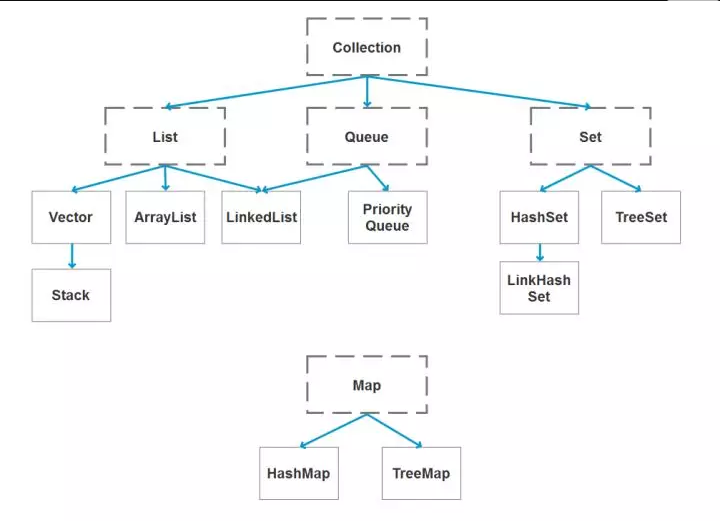 Collection
List
Queue
Set
Vector
ArrayList
LinkedList
Priority
Queue
HashSet
TreeSet
Stack
LinkHash
Set
Map
HashMap
TreeMap